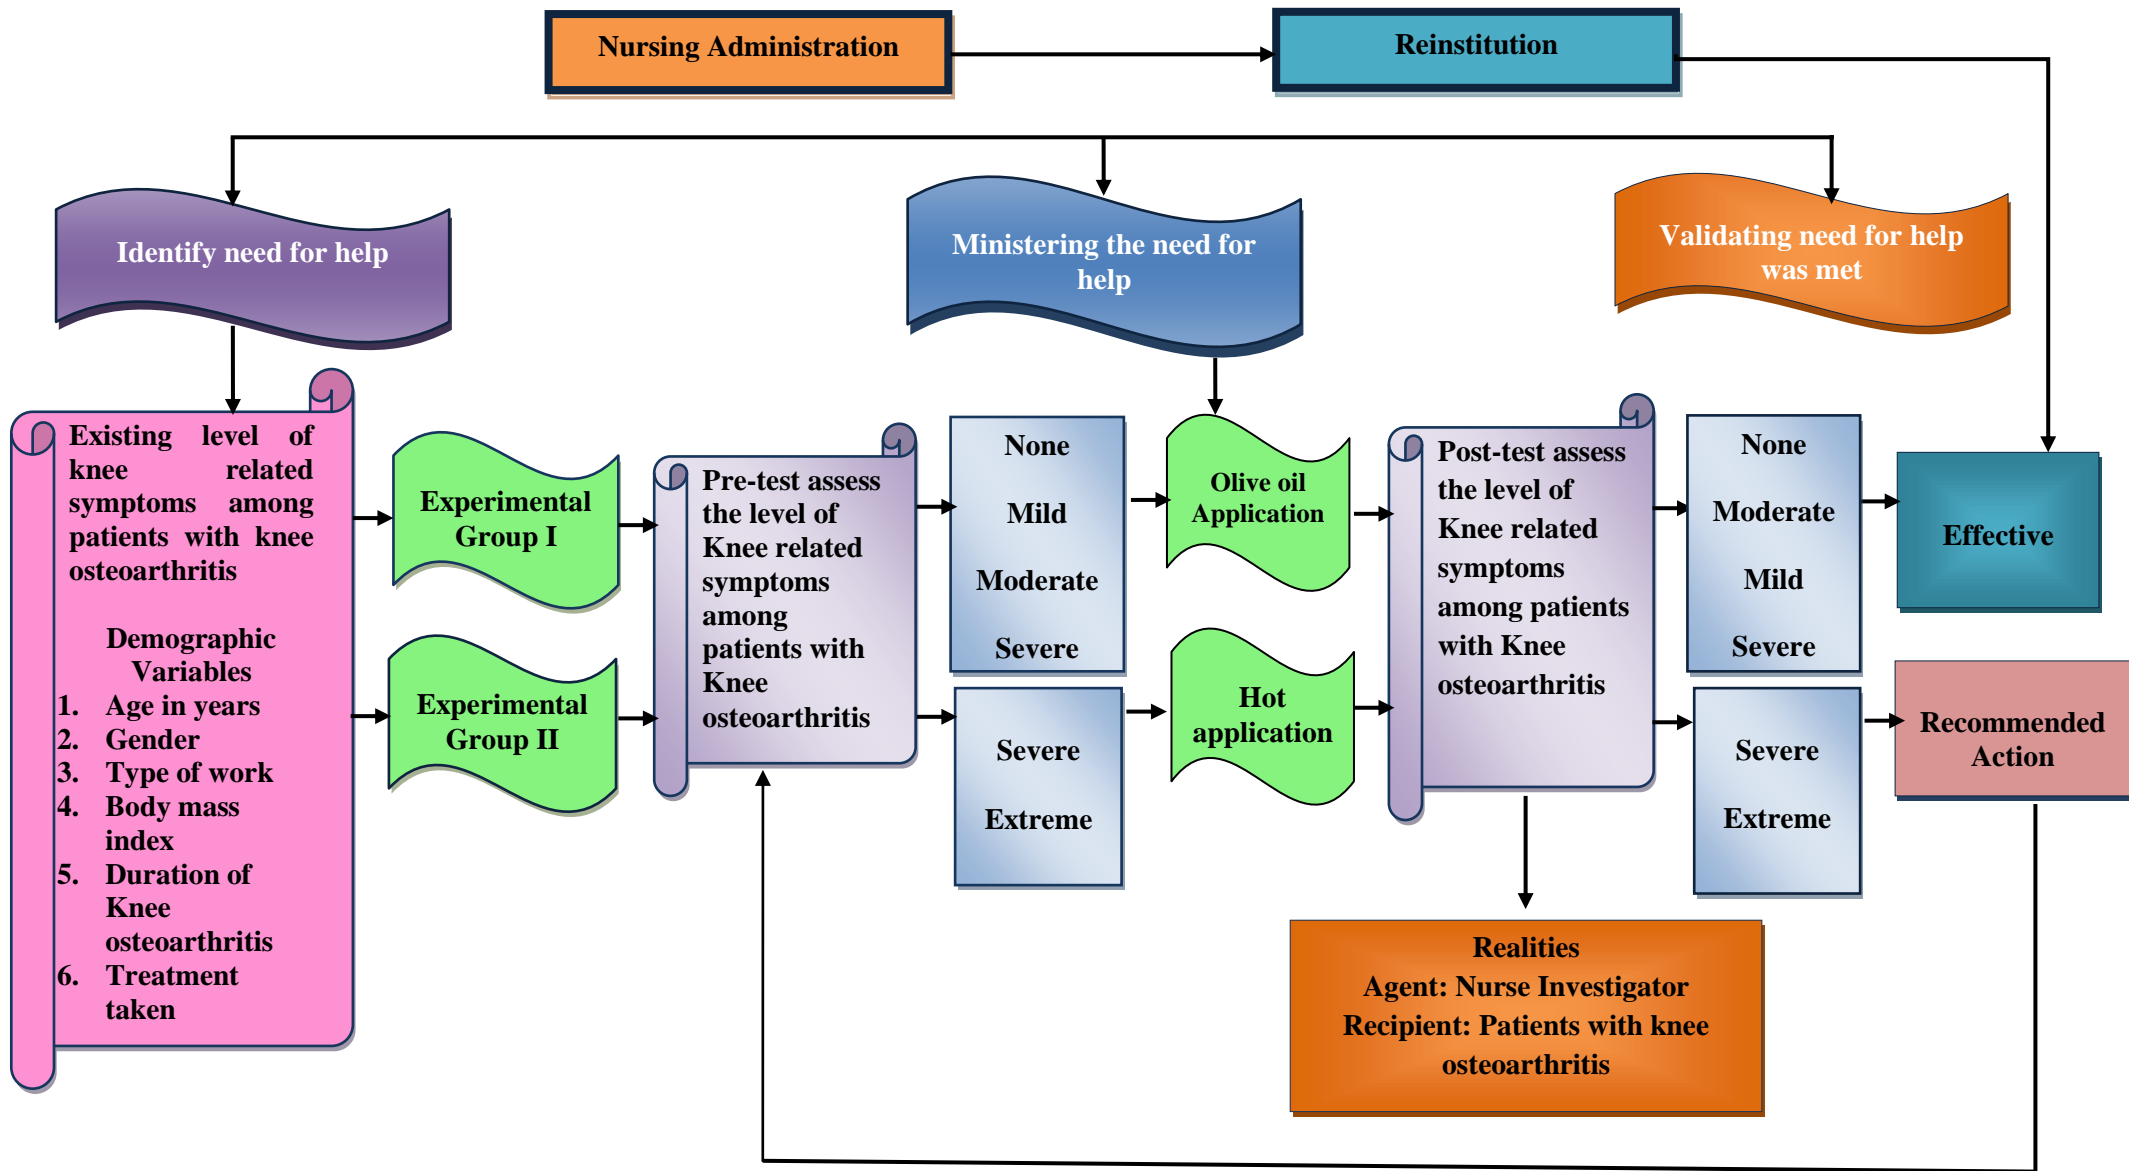 Nursing Administration
Reinstitution
Identify need for help
Ministering the need for
help
Validating need for help
was met
Existing level of
knee related
symptoms among
patients with knee
osteoarthritis
Demographic
Variables
1. Age in years
2. Gender
3. Type of work
4. Body mass
index
5. Duration of
Knee
osteoarthritis
6. Treatment
taken
Experimental
Group I
Experimental
Group II
Pre-test assess
the level of
Knee related
symptoms
among
patients with
Knee
osteoarthritis
None
Mild
Moderate
Severe
Severe
Extreme
Olive oil
Application
Hot
application
Post-test assess
the level of
Knee related
symptoms
among patients
with Knee
osteoarthritis
None
Moderate
Mild
Severe
Severe
Extreme
Effective
Recommended
Action
Realities
Agent: Nurse Investigator
Recipient: Patients with knee
osteoarthritis